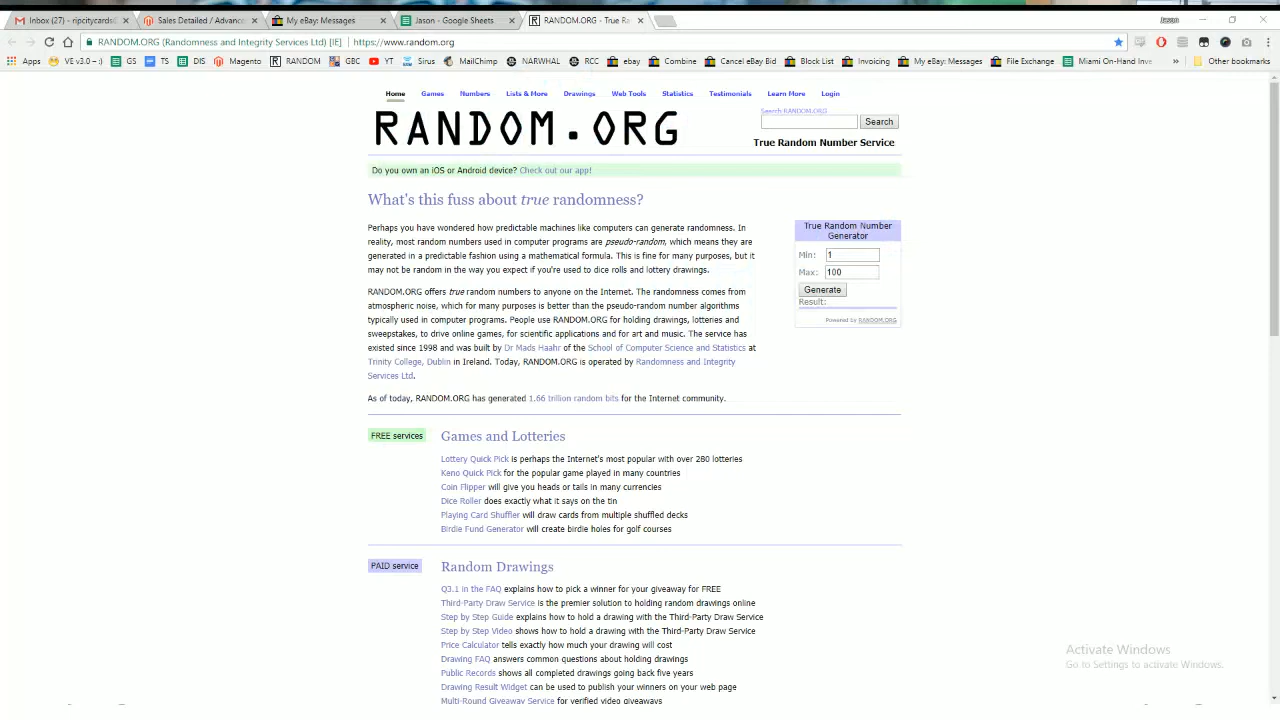 Inbox (27) - ripcitycards
Sales Detailed / Advance
My eBay: Messages
Jason - Google Sheets
RANDOM.ORG - True Ra
RANDOM.ORG (Randomness and Integrity Services Ltd) [IE]
https://www.random.org
Apps
VE v3.0
GS
TS
DIS
Magento
RANDOM
GBC
YT
Sirus
MailChimp
NARWHAL
RCC
ebay
Combine
Cancel eBay Bid
Block List
Invoicing
My eBay: Messages
File Exchange
Miami On-Hand Inve
Other bookmarks
Home Games Numbers Lists & More Drawings Web Tools Statistics Testimonials Learn More Login
RANDOM.ORG
Search RANDOM.ORG
Search
True Random Number Service
Do you own an iOS or Android device? Check out our app!
What's this fuss about true randomness?
Perhaps you have wondered how predictable machines like computers can generate randomness. In
reality, most random numbers used in computer programs are pseudo-random, which means they are
generated in a predictable fashion using a mathematical formula. This is fine for many purposes, but it
may not be random in the way you expect if you're used to dice rolls and lottery drawings.
RANDOM.ORG offers true random numbers to anyone on the Internet. The randomness comes from
atmospheric noise, which for many purposes is better than the pseudo-random number algorithms
typically used in computer programs. People use RANDOM.ORG for holding drawings, lotteries and
sweepstakes, to drive online games, for scientific applications and for art and music. The service has
existed since 1998 and was built by Dr Mads Haahr of the School of Computer Science and Statistics at
Trinity College, Dublin in Ireland. Today, RANDOM.ORG is operated by Randomness and Integrity
Services Ltd.
As of today, RANDOM.ORG has generated 1.66 trillion random bits for the Internet community.
True Random Number
Generator
Min: 1
Max: 100
Generate
Result:
Powered by RANDOM.ORG
FREE services
Games and Lotteries
Lottery Quick Pick is perhaps the Internet's most popular with over 280 lotteries
Keno Quick Pick for the popular game played in many countries
Coin Flipper will give you heads or tails in many currencies
Dice Roller does exactly what it says on the tin
Playing Card Shuffler will draw cards from multiple shuffled decks
Birdie Fund Generator will create birdie holes for golf courses
PAID service
Random Drawings
Q3.1 in the FAQ explains how to pick a winner for your giveaway for FREE
Third-Party Draw Service is the premier solution to holding random drawings online
Step by Step Guide explains how to hold a drawing with the Third-Party Draw Service
Step by Step Video shows how to hold a drawing with the Third-Party Draw Service
Price Calculator tells exactly how much your drawing will cost
Drawing FAQ answers common questions about holding drawings
Public Records shows all completed drawings going back five years
Drawing Result Widget can be used to publish your winners on your web page
Multi-Round Giveaway Service for verified video giveaways
Activate Windows
Go to Settings to activate Windows.